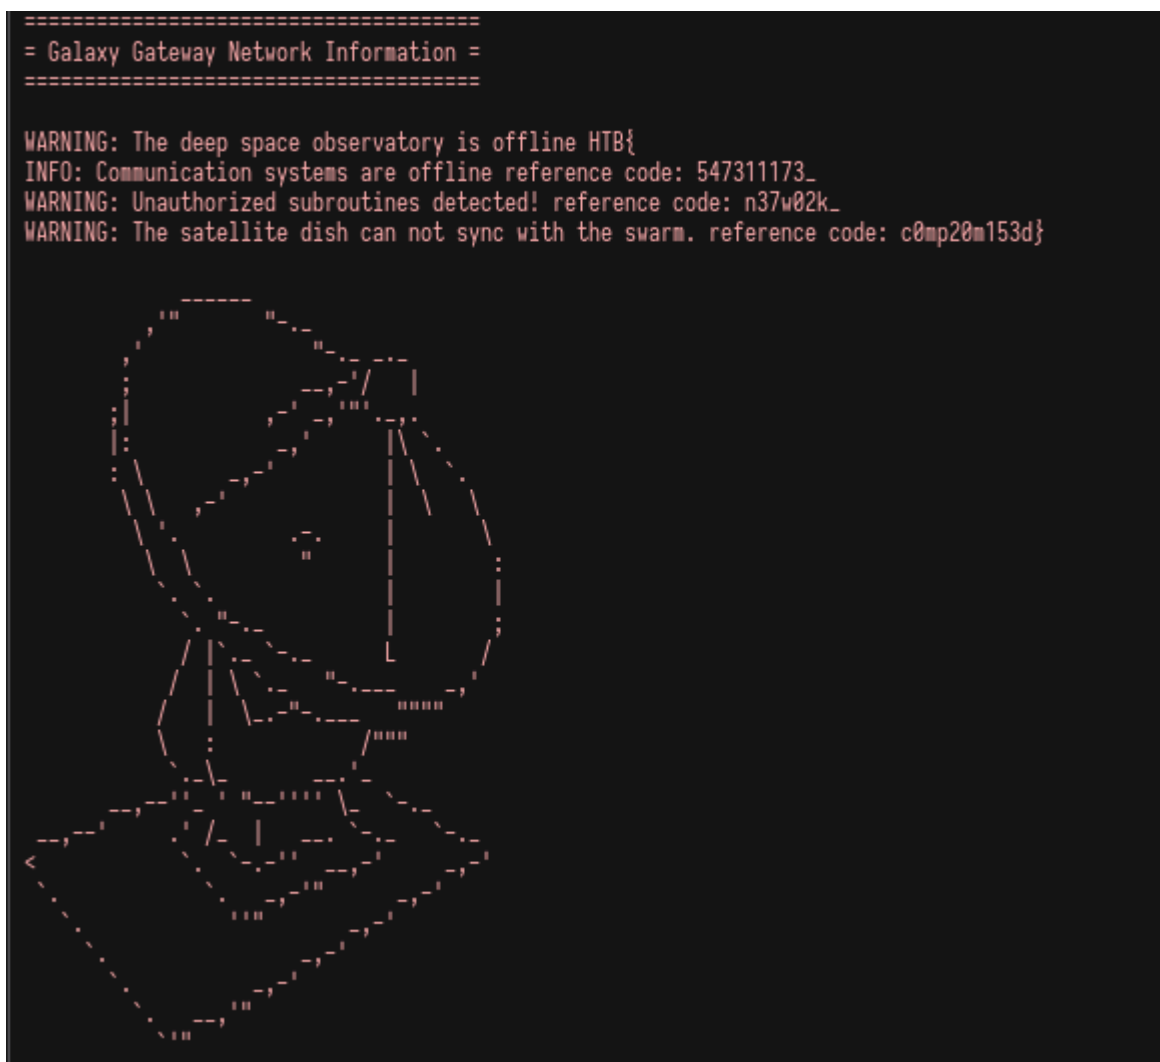 ======================================
= Galaxy Gateway Network Information =
======================================
WARNING: The deep space observatory is offline HTB{
INFO: Communication systems are offline reference code: 547311173_
WARNING: Unauthorized subroutines detected! reference code: n37w02k_
WARNING: The satellite dish can not sync with the swarm. reference code: c0mp20m153d}